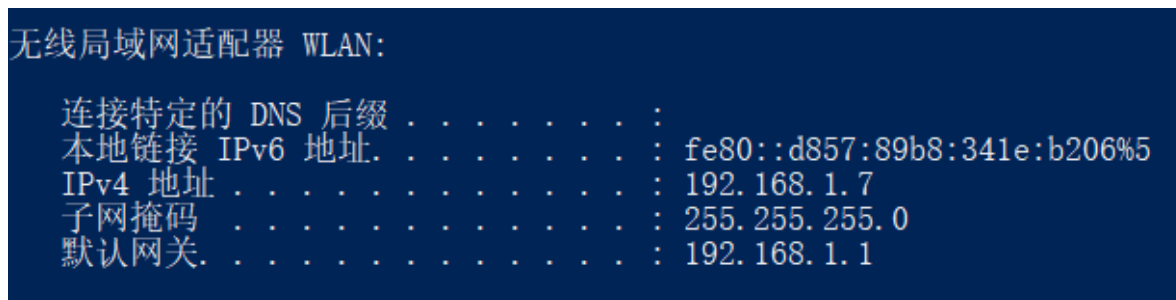 无线局域网适配器 WLAN:
连接特定的 DNS 后缀 . . . . . . . :
本地链接 IPv6 地址. . . . . . . . : fe80::d857:89b8:341e:b206%5
IPv4 地址 . . . . . . . . . . . . : 192.168.1.7
子网掩码  . . . . . . . . . . . . : 255.255.255.0
默认网关. . . . . . . . . . . . . : 192.168.1.1